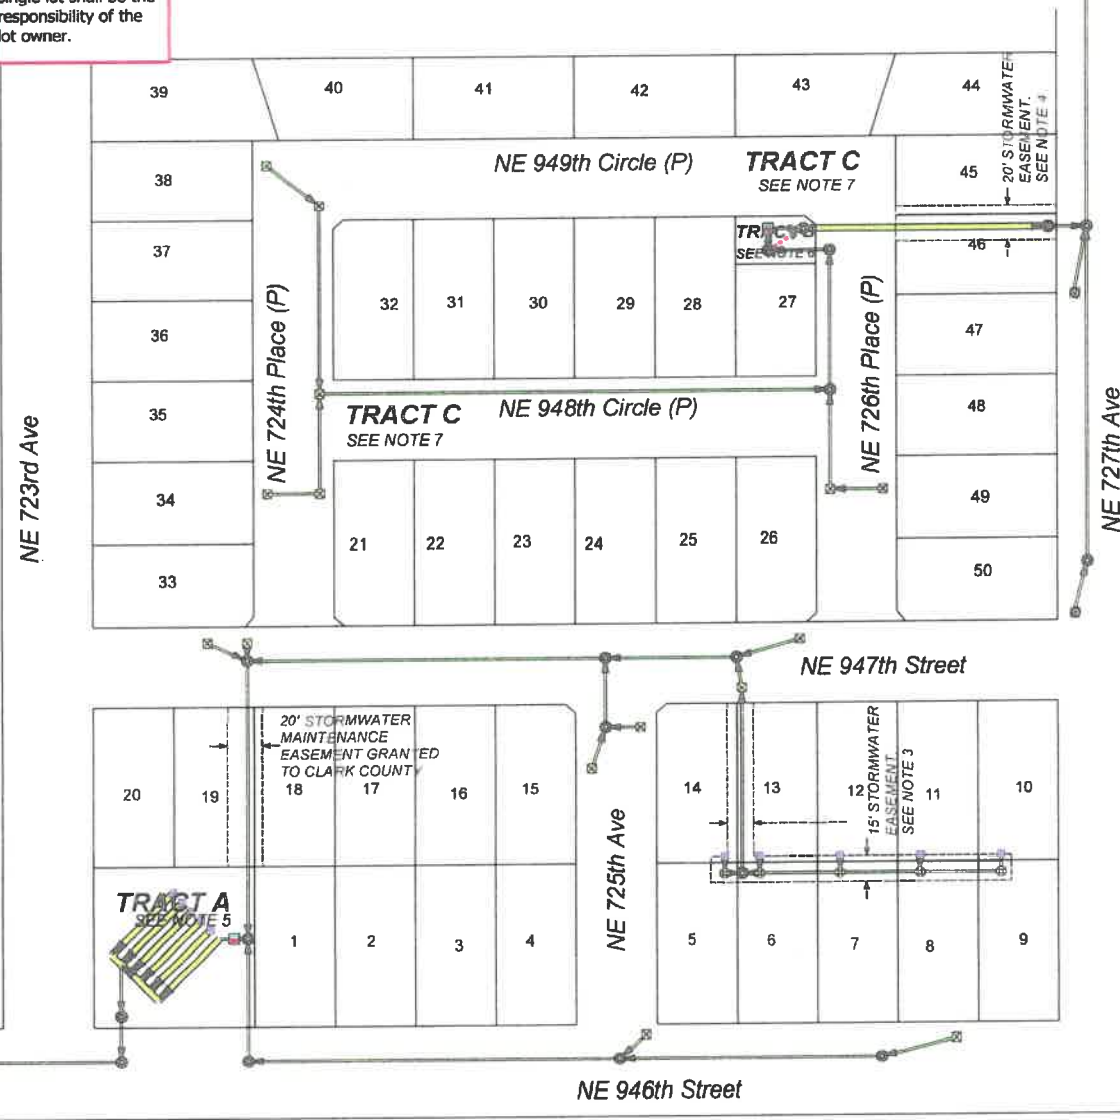 single lot shall be the
responsibility of the
lot owner.
39
40
41
42
43
44
20' STORMWATER
EASEMENT.
SEE NOTE 4
38
NE 949th Circle (P)
TRACT C
SEE NOTE 7
45
37
46
36
NE 724th Place (P)
32
31
30
29
28
27
NE 726th Place (P)
47
35
TRACT C
SEE NOTE 7
NE 948th Circle (P)
48
NE 723rd Ave
NE 727th Ave
34
49
33
21
22
23
24
25
26
50
NE 947th Street
20' STORMWATER
MAINTENANCE
EASEMENT GRANTED
TO CLARK COUNTY
20
19
18
17
16
15
14
13
12
11
10
15' STORMWATER
EASEMENT
SEE NOTE 3
NE 725th Ave
TRACT A
SEE NOTE 5
1
2
3
4
5
6
7
8
9
NE 946th Street